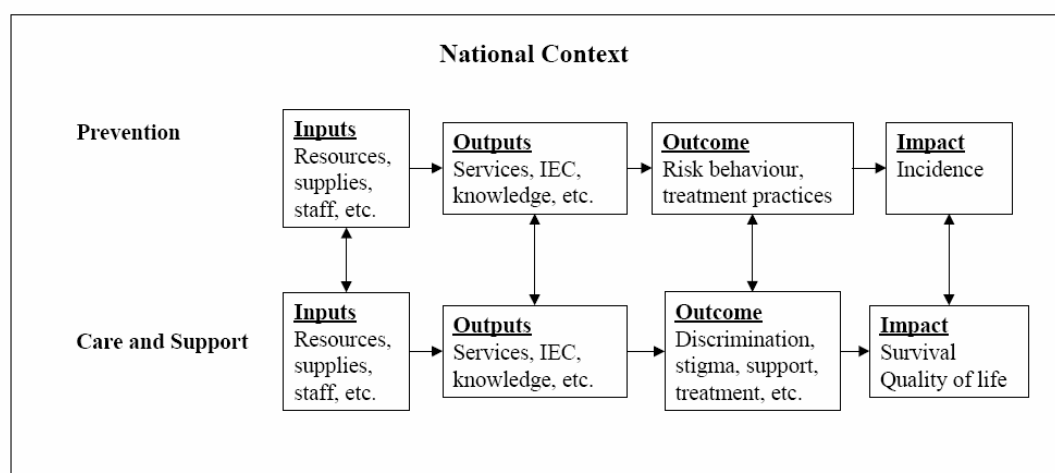 National Context
Prevention
Inputs
Resources,
supplies,
staff, etc.
Outputs
Services, IEC,
knowledge, etc.
Outcome
Risk behaviour,
treatment practices
Impact
Incidence
Care and Support
Inputs
Resources,
supplies,
staff, etc.
Outputs
Services, IEC,
knowledge, etc.
Outcome
Discrimination,
stigma, support,
treatment, etc.
Impact
Survival
Quality of life